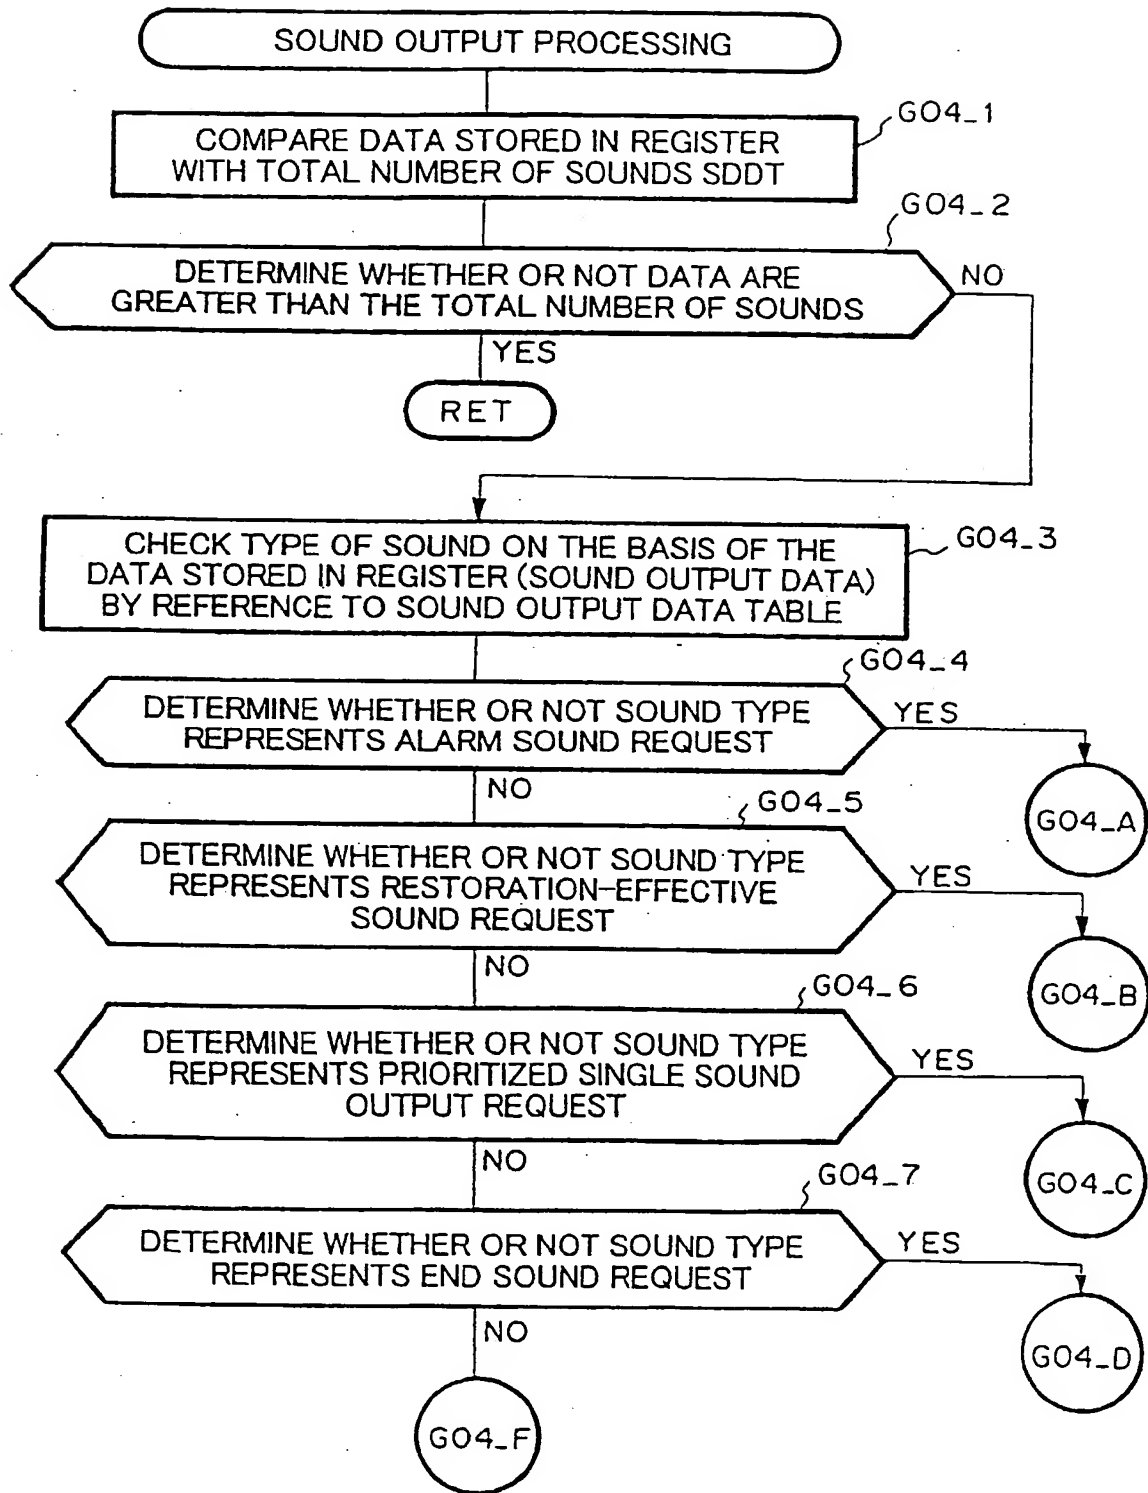 SOUND OUTPUT PROCESSING
G04_1
COMPARE DATA STORED IN REGISTER
WITH TOTAL NUMBER OF SOUNDS SDDT
G04_2
DETERMINE WHETHER OR NOT DATA ARE
GREATER THAN THE TOTAL NUMBER OF SOUNDS
NO
YES
RET
G04_3
CHECK TYPE OF SOUND ON THE BASIS OF THE
DATA STORED IN REGISTER (SOUND OUTPUT DATA)
BY REFERENCE TO SOUND OUTPUT DATA TABLE
G04_4
DETERMINE WHETHER OR NOT SOUND TYPE
REPRESENTS ALARM SOUND REQUEST
YES
G04_A
NO
G04_5
DETERMINE WHETHER OR NOT SOUND TYPE
REPRESENTS RESTORATION-EFFECTIVE
SOUND REQUEST
YES
G04_B
NO
G04_6
DETERMINE WHETHER OR NOT SOUND TYPE
REPRESENTS PRIORITIZED SINGLE SOUND
OUTPUT REQUEST
YES
G04_C
NO
G04_7
DETERMINE WHETHER OR NOT SOUND TYPE
REPRESENTS END SOUND REQUEST
YES
G04_D
NO
G04_F